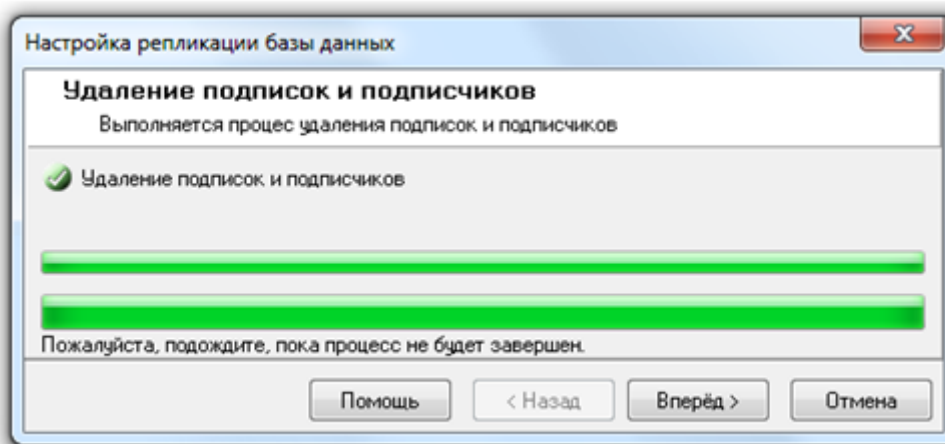 Настройка репликации базы данных
Удаление подписок и подписчиков
Выполняется процес удаления подписок и подписчиков
Удаление подписок и подписчиков
Пожалуйста, подождите, пока процесс не будет завершен.
Помощь < Назад Вперёд > Отмена